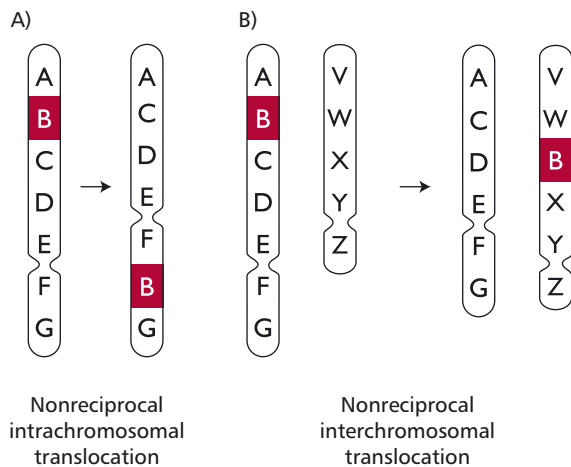 A)
A
B
C
D
E
F
G
A
C
D
E
F
B
G
Nonreciprocal
intrachromosomal
translocation
B)
A
B
C
D
E
F
G
V
W
X
Y
Z
A
C
D
E
F
G
V
W
B
X
Y
Z
Nonreciprocal
interchromosomal
translocation